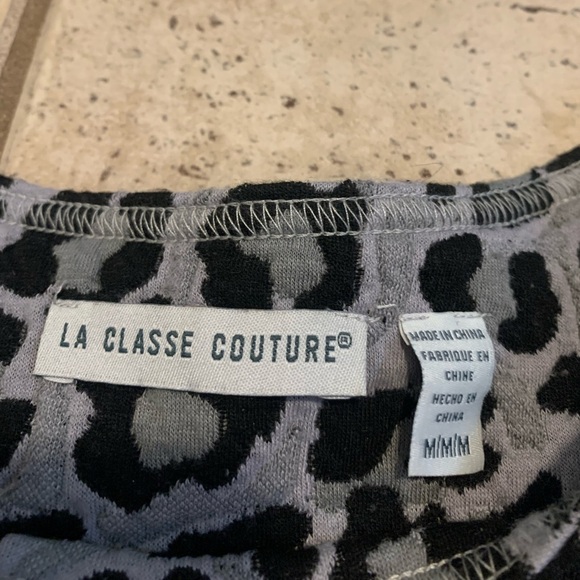 LA CLASSE COUTURE®
MADE IN CHINA
FABRIQUE EN
CHINE
HECHO EN
CHINA
M/M/M